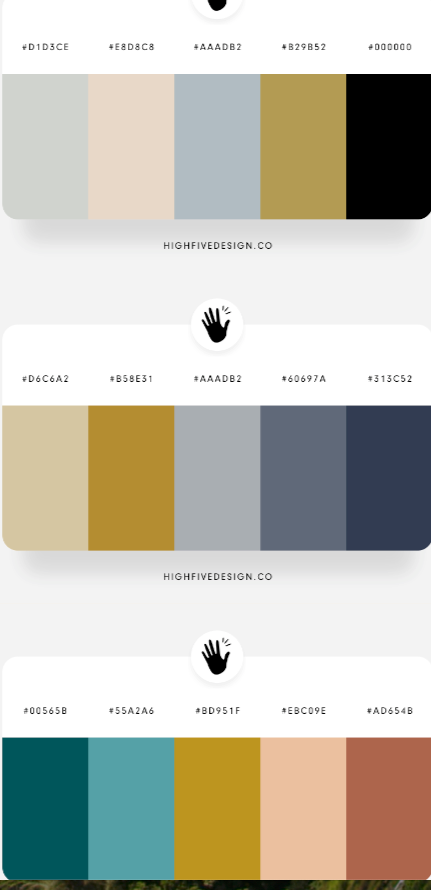 #D1D3CE #E8D8C8 #AAADB2 #B29B52 #000000
HIGHFIVEDESIGN.CO
#D6C6A2 #B58E31 #AAADB2 #60697A #313C52
HIGHFIVEDESIGN.CO
#00565B #55A2A6 #BD951F #EBC09E #AD654B